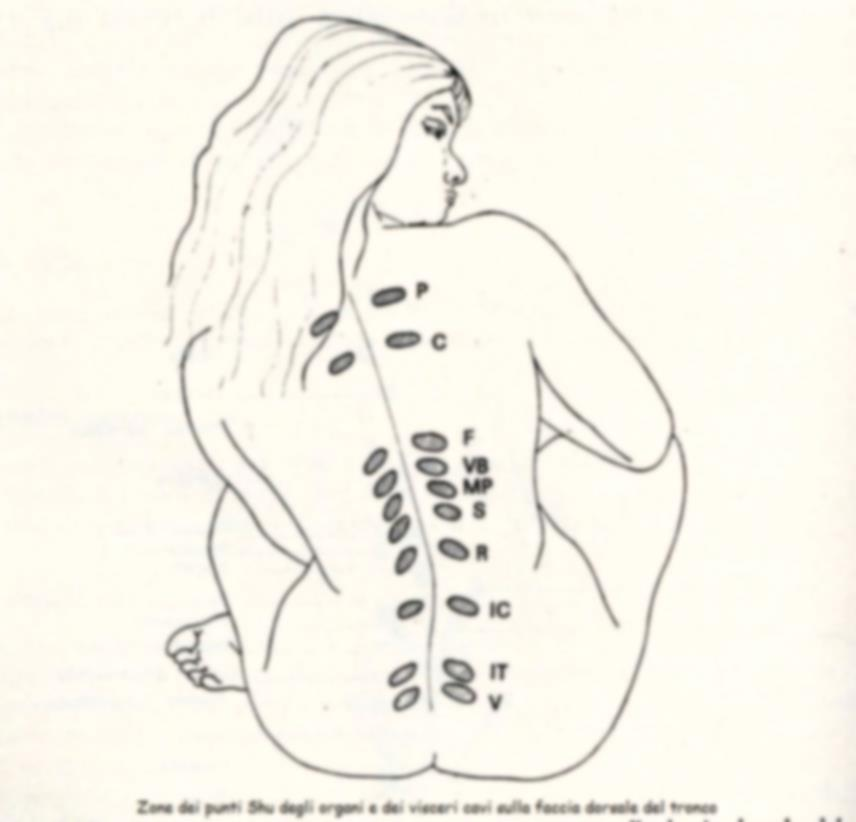 P
C
F
VB
MP
S
R
IC
IT
V
Zone dei punti Shu degli organi e dei visceri cavi sulla faccia dorsale del tronco